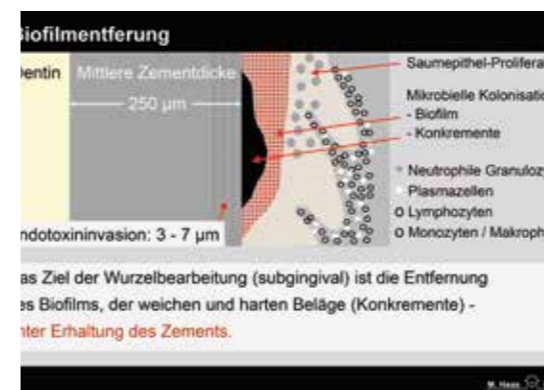 iofilmentferung
entin
Mittlere Zementdicke
250 µm
ndotoxininvasion: 3 - 7 µm
Saumepithel-Prolifera
Mikrobielle Kolonisatio
- Biofilm
- Konkremente
Neutrophile Granulozy
Plasmazellen
Lymphozyten
Monozyten / Makroph
as Ziel der Wurzelbearbeitung (subgingival) ist die Entfernung
es Biofilms, der weichen und harten Beläge (Konkremente) -
nter Erhaltung des Zements.
M. Haas